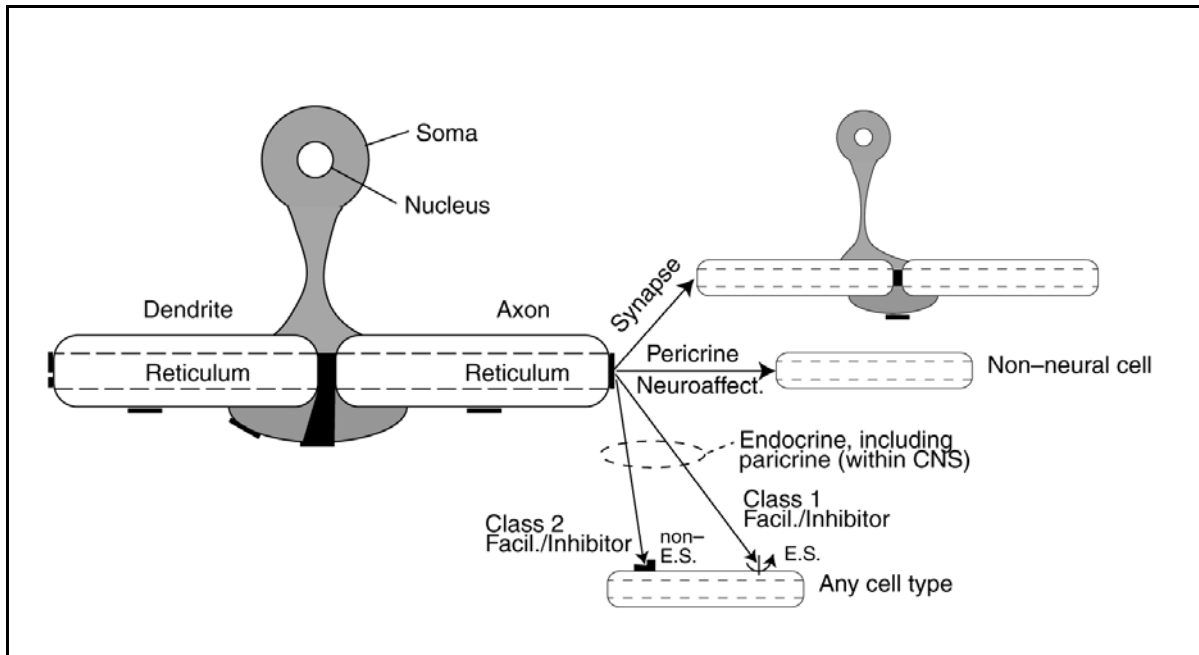 Soma
Nucleus
Dendrite
Axon
Reticulum
Reticulum
Synapse
Pericrine
Neuroaffect.
Non–neural cell
Endocrine, including
paricrine (within CNS)
Class 1
Facil./Inhibitor
Class 2
Facil./Inhibitor
non–
E.S.
E.S.
Any cell type